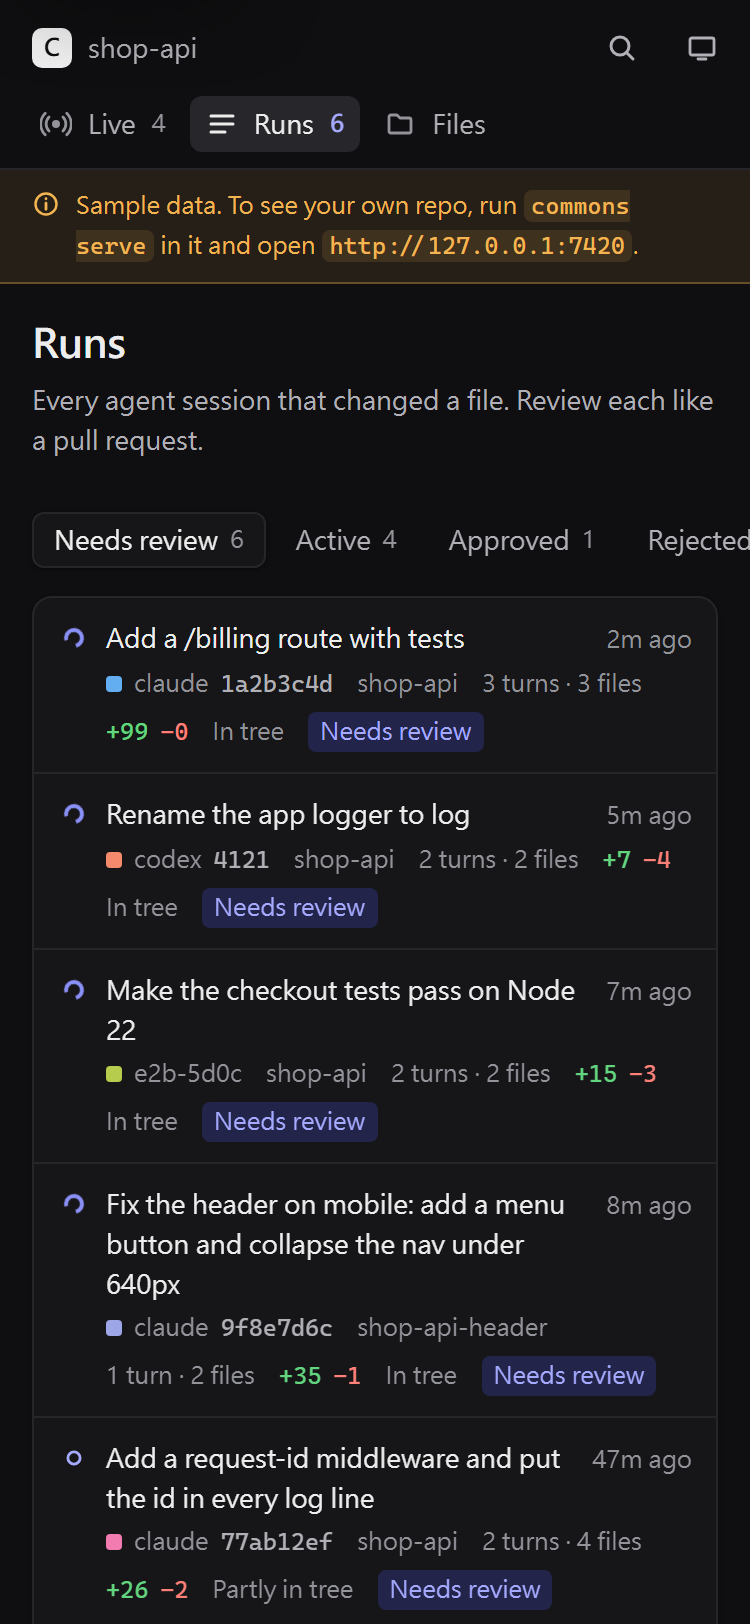 C shop-api
Live 4 Runs 6 Files
Sample data. To see your own repo, run commons
serve in it and open http://127.0.0.1:7420.
Runs
Every agent session that changed a file. Review each like
a pull request.
Needs review 6 Active 4 Approved 1 Rejected
Add a /billing route with tests 2m ago
claude 1a2b3c4d shop-api 3 turns · 3 files
+99 −0 In tree Needs review
Rename the app logger to log 5m ago
codex 4121 shop-api 2 turns · 2 files +7 −4
In tree Needs review
Make the checkout tests pass on Node 7m ago
22
e2b-5d0c shop-api 2 turns · 2 files +15 −3
In tree Needs review
Fix the header on mobile: add a menu 8m ago
button and collapse the nav under
640px
claude 9f8e7d6c shop-api-header
1 turn · 2 files +35 −1 In tree Needs review
Add a request-id middleware and put 47m ago
the id in every log line
claude 77ab12ef shop-api 2 turns · 4 files
+26 −2 Partly in tree Needs review